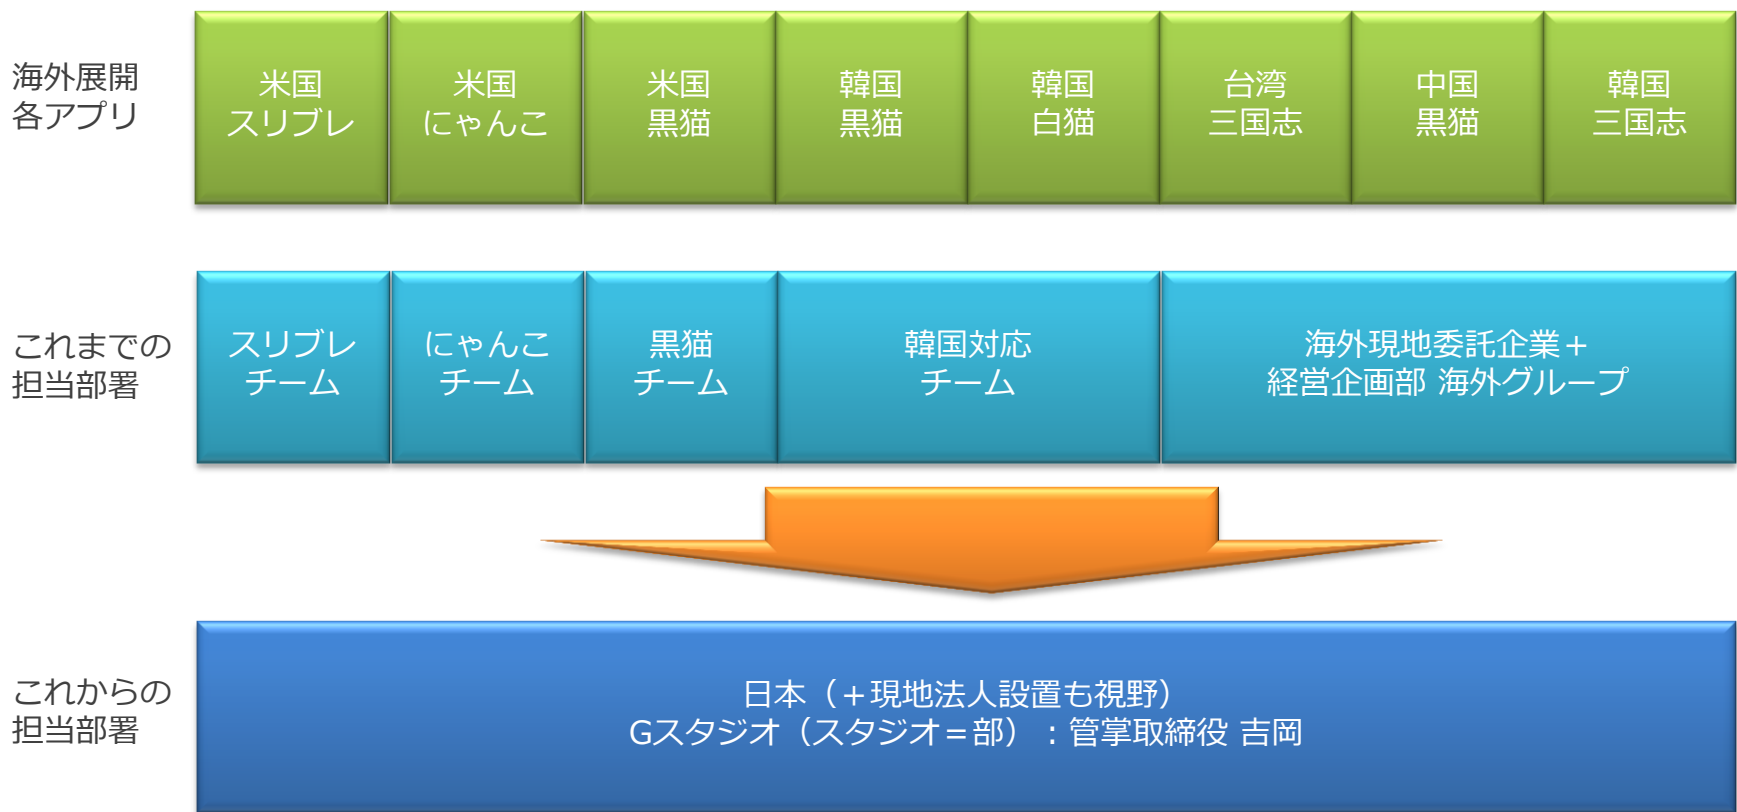 海外展開
各アプリ
米国
スリブレ
米国
にゃんこ
米国
黒猫
韓国
黒猫
韓国
白猫
台湾
三国志
中国
黒猫
韓国
三国志
これまでの
担当部署
スリブレ
チーム
にゃんこ
チーム
黒猫
チーム
韓国対応
チーム
海外現地委託企業＋
経営企画部 海外グループ
これからの
担当部署
日本（＋現地法人設置も視野）
Gスタジオ（スタジオ＝部）：管掌取締役 吉岡